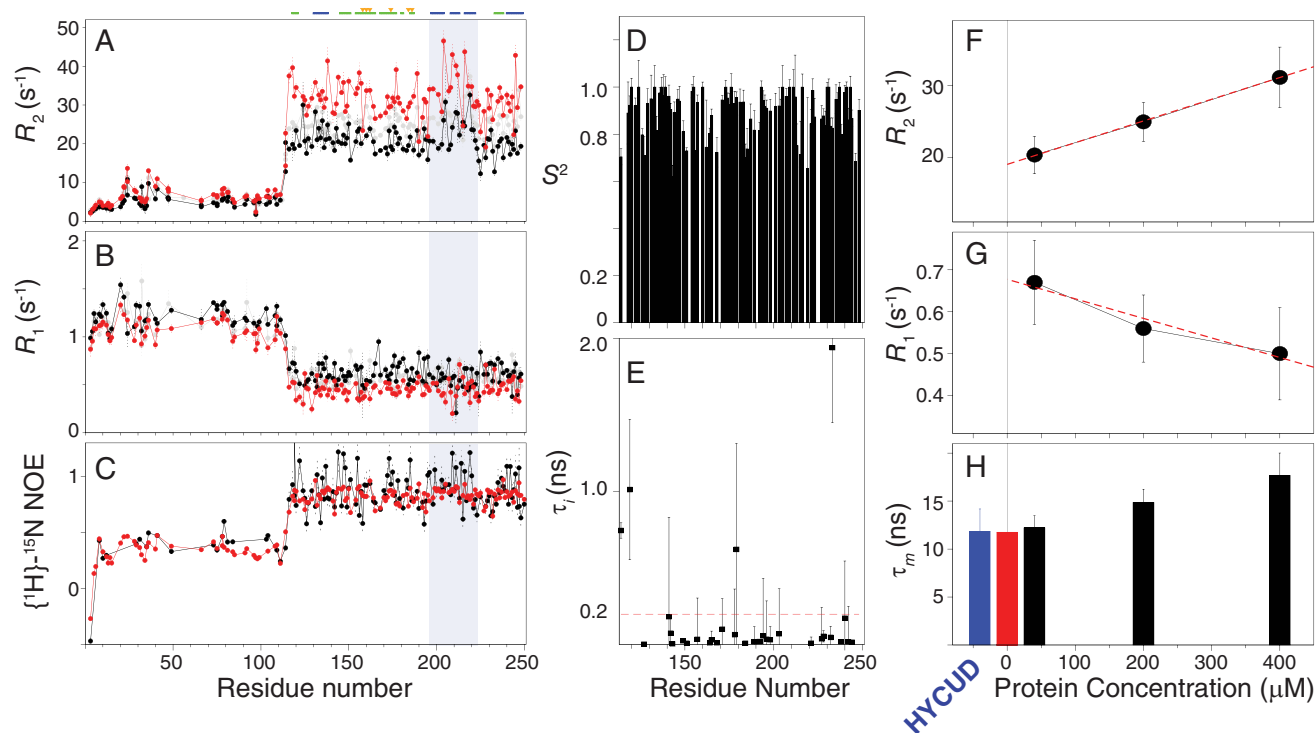 A
R2 (s-1)
50
40
30
20
10
0
B
R1 (s-1)
2
1
0
C
{1H}-15N NOE
1
0
50
100
150
200
250
Residue number
D
S2
1.0
0.8
0.2
0
E
τi (ns)
2.0
1.0
0.2
150
200
250
Residue Number
F
R2 (s-1)
30
20
G
R1 (s-1)
0.7
0.6
0.5
0.4
H
τm (ns)
15
10
5
HYCUD
0
100
200
300
400
Protein Concentration (μM)